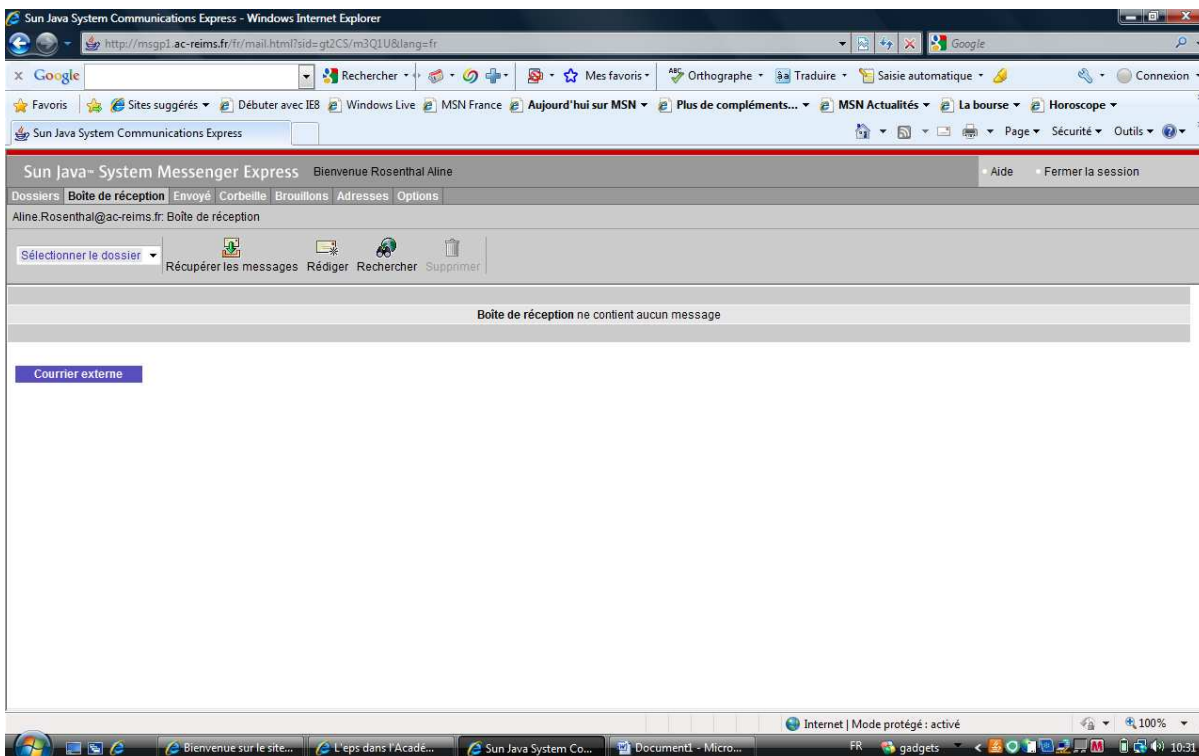 Sun Java System Communications Express - Windows Internet Explorer
http://msgp1.ac-reims.fr/fr/mail.html?sid=gt2CS/m3Q1U&lang=fr Google
x Google Rechercher Mes favoris Orthographe Traduire Saisie automatique Connexion
Favoris Sites suggérés Débuter avec IE8 Windows Live MSN France Aujourd'hui sur MSN Plus de compléments... MSN Actualités La bourse Horoscope
Sun Java System Communications Express Page Sécurité Outils
Sun Java™ System Messenger Express Bienvenue Rosenthal Aline Aide Fermer la session
Dossiers Boîte de réception Envoyé Corbeille Brouillons Adresses Options
Aline.Rosenthal@ac-reims.fr: Boîte de réception
Sélectionner le dossier Récupérer les messages Rédiger Rechercher Supprimer
Boîte de réception ne contient aucun message
Courrier externe
Internet | Mode protégé : activé 100%
Bienvenue sur le site... L'eps dans l'Acadé... Sun Java System Co... Document1 - Micro... FR gadgets 10:31